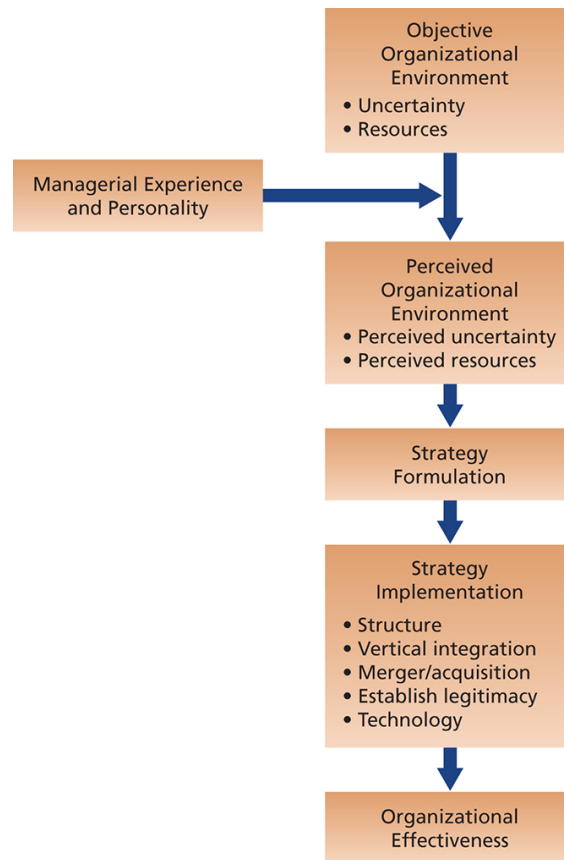 Objective
Organizational
Environment
• Uncertainty
• Resources
Managerial Experience
and Personality
Perceived
Organizational
Environment
• Perceived uncertainty
• Perceived resources
Strategy
Formulation
Strategy
Implementation
• Structure
• Vertical integration
• Merger/acquisition
• Establish legitimacy
• Technology
Organizational
Effectiveness